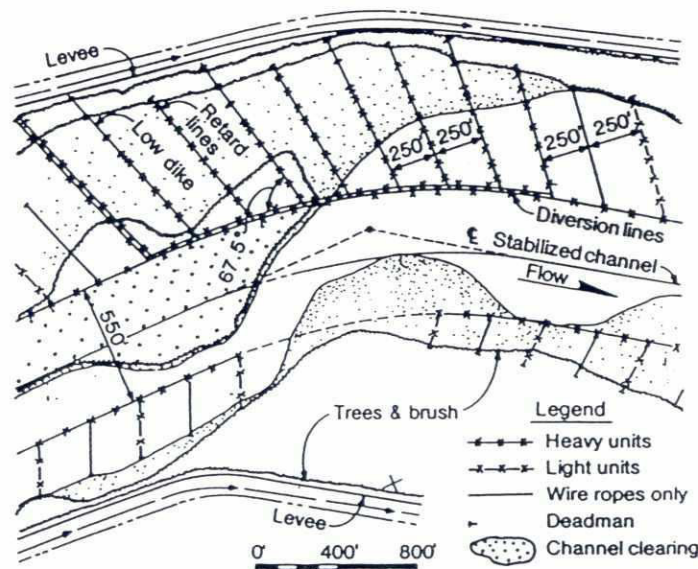 Levee
Retard
lines
Low dike
250'
250'
250'
250'
67.5
Diversion lines
℄ Stabilized channel
Flow
550'
Trees & brush
Legend
Heavy units
Light units
Wire ropes only
Deadman
Channel clearing
Levee
0' 400' 800'